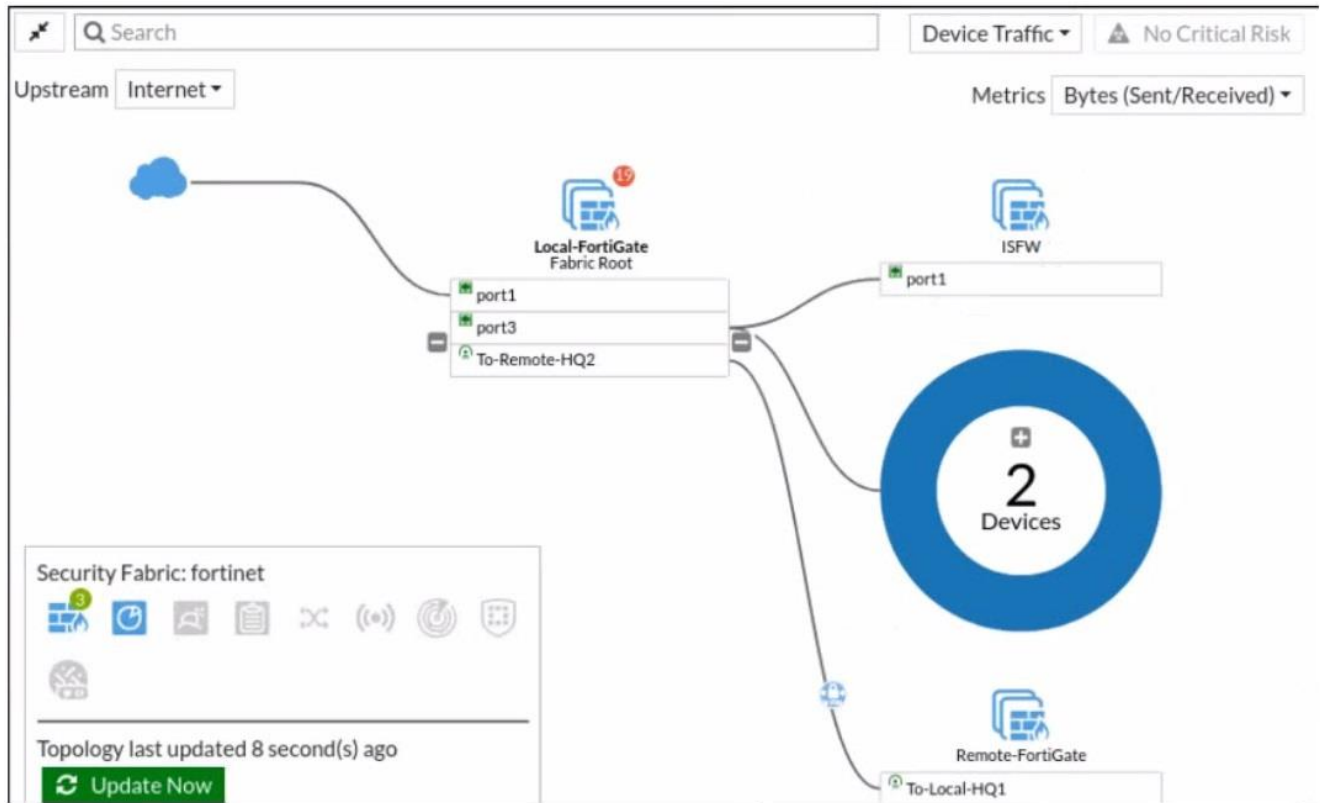 Search
Device Traffic
No Critical Risk
Upstream Internet
Metrics Bytes (Sent/Received)
19
Local-FortiGate
Fabric Root
port1
port3
To-Remote-HQ2
ISFW
port1
2
Devices
Security Fabric: fortinet
3
Topology last updated 8 second(s) ago
Update Now
Remote-FortiGate
To-Local-HQ1